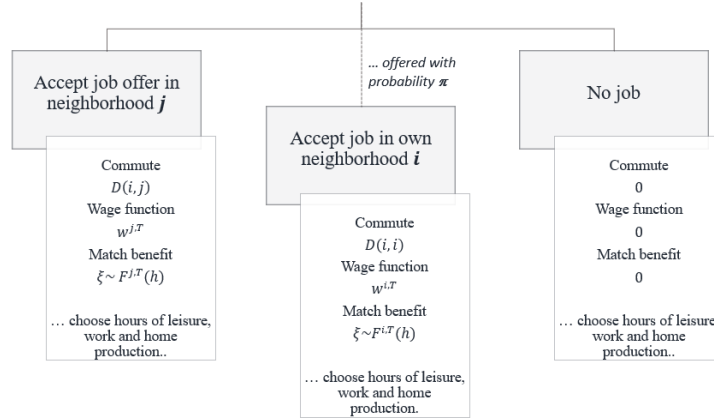 Accept job offer in
neighborhood j
... offered with
probability π
Accept job in own
neighborhood i
No job
Commute
D(i,j)
Wage function
w^{j,T}
Match benefit
ξ~ F^{j,T}(h)
… choose hours of leisure,
work and home
production..
Commute
D(i,i)
Wage function
w^{i,T}
Match benefit
ξ~F^{i,T}(h)
… choose hours of leisure,
work and home
production.
Commute
0
Wage function
0
Match benefit
0
… choose hours of leisure
work and home
production..